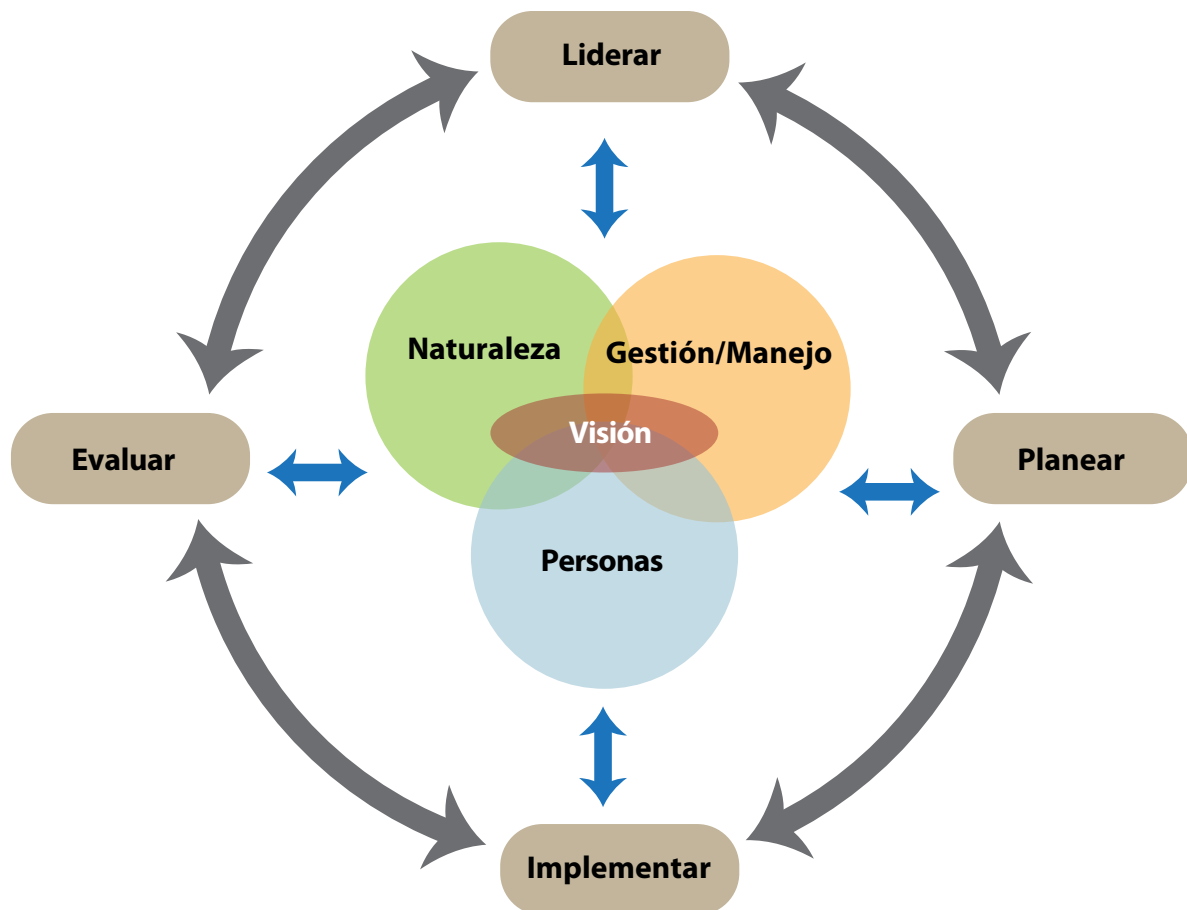 Liderar
Naturaleza
Gestión/Manejo
Visión
Evaluar
Planear
Personas
Implementar